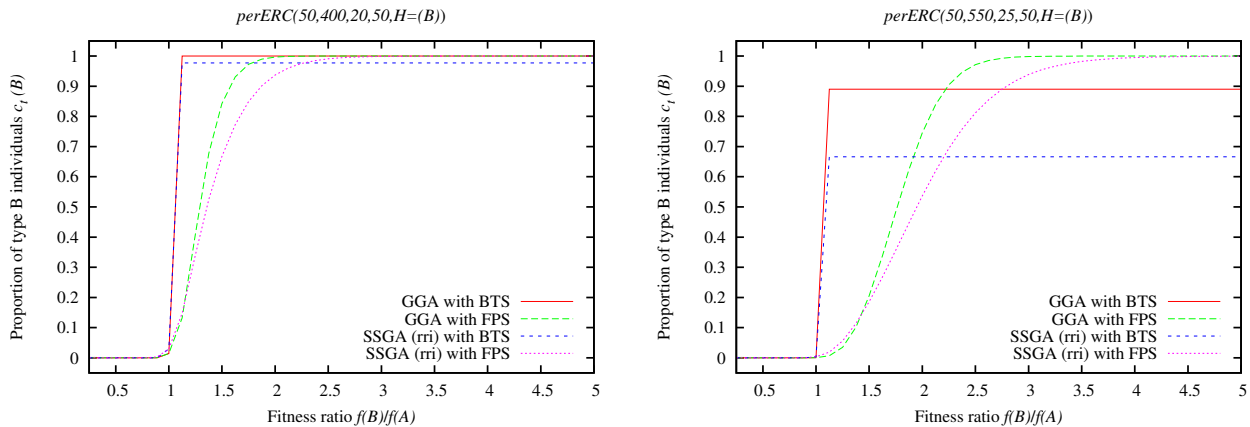 perERC(50,400,20,50,H=(B))
Proportion of type B individuals c_t (B)
1
0.9
0.8
0.7
0.6
0.5
0.4
0.3
0.2
0.1
0
GGA with BTS
GGA with FPS
SSGA (rri) with BTS
SSGA (rri) with FPS
0.5 1 1.5 2 2.5 3 3.5 4 4.5 5
Fitness ratio f(B)/f(A)
perERC(50,550,25,50,H=(B))
Proportion of type B individuals c_t (B)
1
0.9
0.8
0.7
0.6
0.5
0.4
0.3
0.2
0.1
0
GGA with BTS
GGA with FPS
SSGA (rri) with BTS
SSGA (rri) with FPS
0.5 1 1.5 2 2.5 3 3.5 4 4.5 5
Fitness ratio f(B)/f(A)